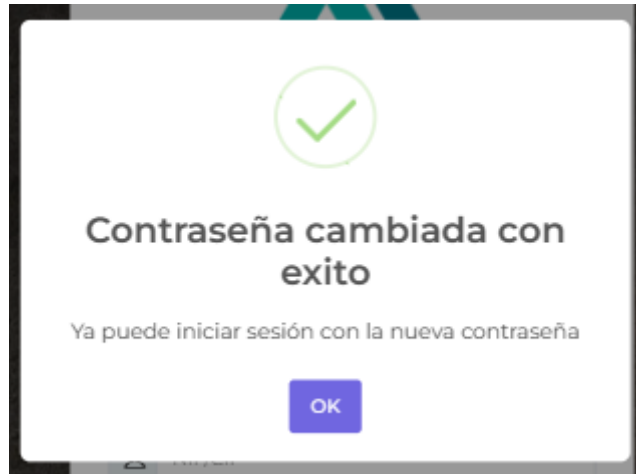 Contraseña cambiada con
exito
Ya puede iniciar sesión con la nueva contraseña
OK